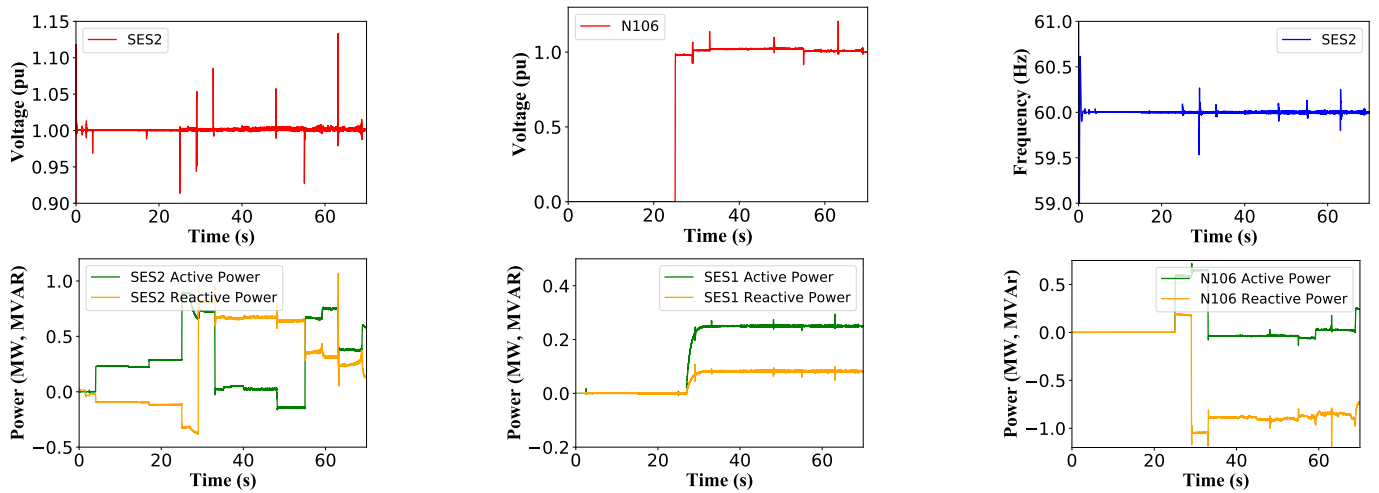 1.15
1.10
1.05
1.00
0.95
0.90
Voltage (pu)
SES2
0 20 40 60
Time (s)
1.0
0.5
0.0
Voltage (pu)
N106
0 20 40 60
Time (s)
61.0
60.5
60.0
59.5
59.0
Frequency (Hz)
SES2
0 20 40 60
Time (s)
1.0
0.5
0.0
−0.5
Power (MW, MVAR)
SES2 Active Power
SES2 Reactive Power
0 20 40 60
Time (s)
0.4
0.2
0.0
−0.2
Power (MW, MVAR)
SES1 Active Power
SES1 Reactive Power
0 20 40 60
Time (s)
0.5
0.0
−0.5
−1.0
Power (MW, MVAr)
N106 Active Power
N106 Reactive Power
0 20 40 60
Time (s)